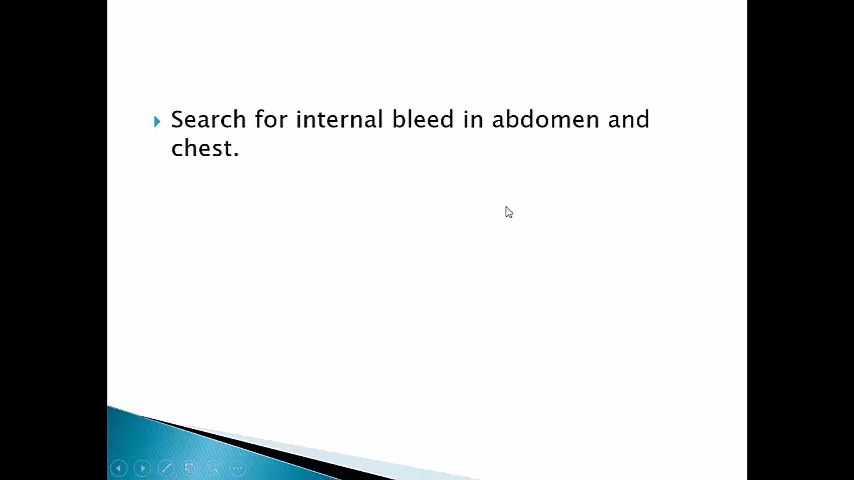 Search for internal bleed in abdomen and
chest.